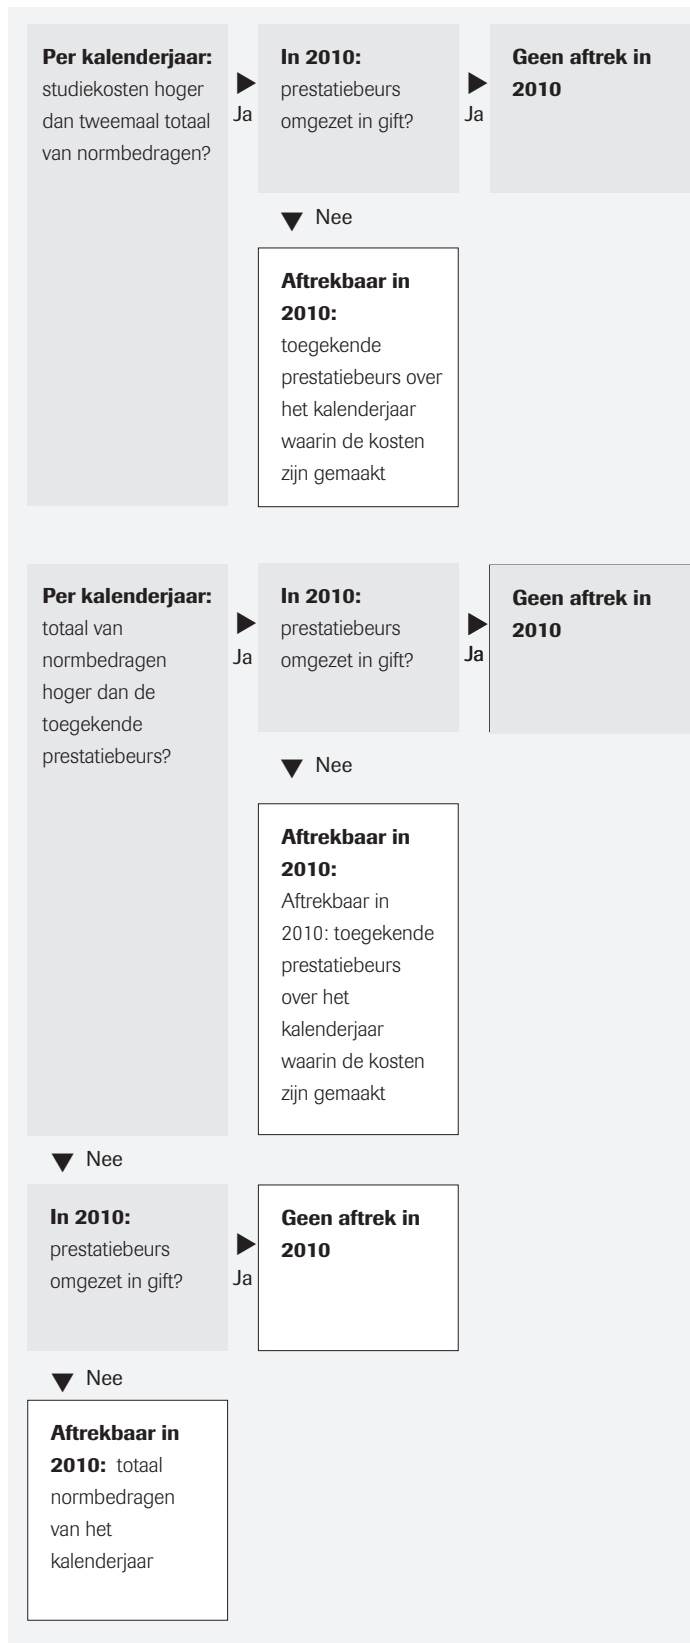 Per kalenderjaar:
studiekosten hoger
dan tweemaal totaal
van normbedragen?
Ja
In 2010:
prestatiebeurs
omgezet in gift?
Ja
Geen aftrek in
2010
Nee
Aftrekbaar in
2010:
toegekende
prestatiebeurs over
het kalenderjaar
waarin de kosten
zijn gemaakt
Per kalenderjaar:
totaal van
normbedragen
hoger dan de
toegekende
prestatiebeurs?
Ja
In 2010:
prestatiebeurs
omgezet in gift?
Ja
Geen aftrek in
2010
Nee
Aftrekbaar in
2010:
Aftrekbaar in
2010: toegekende
prestatiebeurs
over het
kalenderjaar
waarin de kosten
zijn gemaakt
Nee
In 2010:
prestatiebeurs
omgezet in gift?
Ja
Geen aftrek in
2010
Nee
Aftrekbaar in
2010: totaal
normbedragen
van het
kalenderjaar